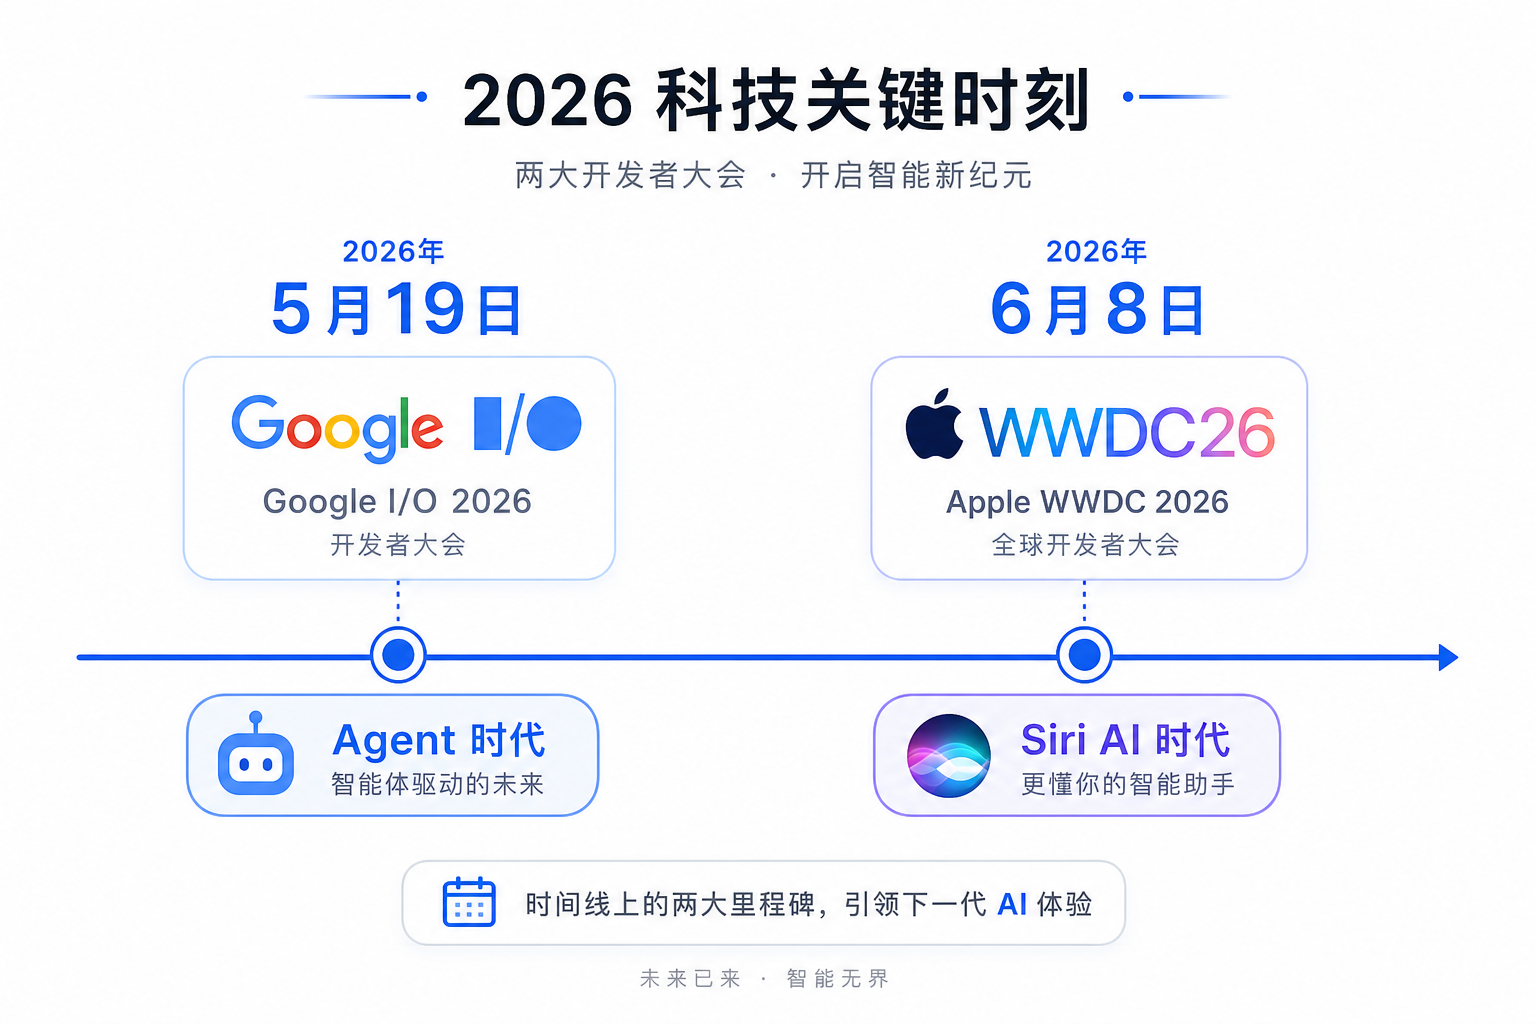 2026 科技关键时刻
两大开发者大会 · 开启智能新纪元
2026年
5月19日
Google I/O
Google I/O 2026
开发者大会
2026年
6月8日
WWDC26
Apple WWDC 2026
全球开发者大会
Agent 时代
智能体驱动的未来
Siri AI 时代
更懂你的智能助手
时间线上的两大里程碑，引领下一代 AI 体验
未来已来 · 智能无界